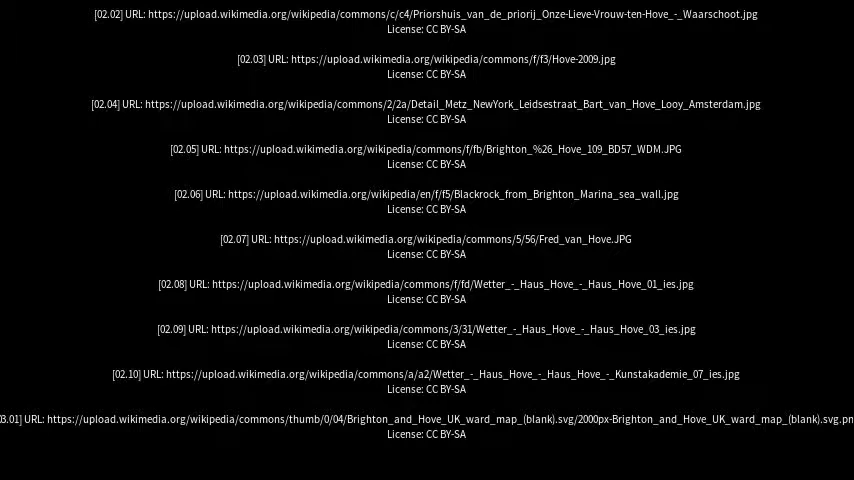 [02.02] URL: https://upload.wikimedia.org/wikipedia/commons/c/c4/Priorshuis_van_de_priorij_Onze-Lieve-Vrouw-ten-Hove_-_Waarschoot.jpg
License: CC BY-SA
[02.03] URL: https://upload.wikimedia.org/wikipedia/commons/f/f3/Hove-2009.jpg
License: CC BY-SA
[02.04] URL: https://upload.wikimedia.org/wikipedia/commons/2/2a/Detail_Metz_NewYork_Leidsestraat_Bart_van_Hove_Looy_Amsterdam.jpg
License: CC BY-SA
[02.05] URL: https://upload.wikimedia.org/wikipedia/commons/f/fb/Brighton_%26_Hove_109_BD57_WDM.JPG
License: CC BY-SA
[02.06] URL: https://upload.wikimedia.org/wikipedia/en/f/f5/Blackrock_from_Brighton_Marina_sea_wall.jpg
License: CC BY-SA
[02.07] URL: https://upload.wikimedia.org/wikipedia/commons/5/56/Fred_van_Hove.JPG
License: CC BY-SA
[02.08] URL: https://upload.wikimedia.org/wikipedia/commons/f/fd/Wetter_-_Haus_Hove_-_Haus_Hove_01_ies.jpg
License: CC BY-SA
[02.09] URL: https://upload.wikimedia.org/wikipedia/commons/3/31/Wetter_-_Haus_Hove_-_Haus_Hove_03_ies.jpg
License: CC BY-SA
[02.10] URL: https://upload.wikimedia.org/wikipedia/commons/a/a2/Wetter_-_Haus_Hove_-_Haus_Hove_-_Kunstakademie_07_ies.jpg
License: CC BY-SA
03.01] URL: https://upload.wikimedia.org/wikipedia/commons/thumb/0/04/Brighton_and_Hove_UK_ward_map_(blank).svg/2000px-Brighton_and_Hove_UK_ward_map_(blank).svg.pn
License: CC BY-SA